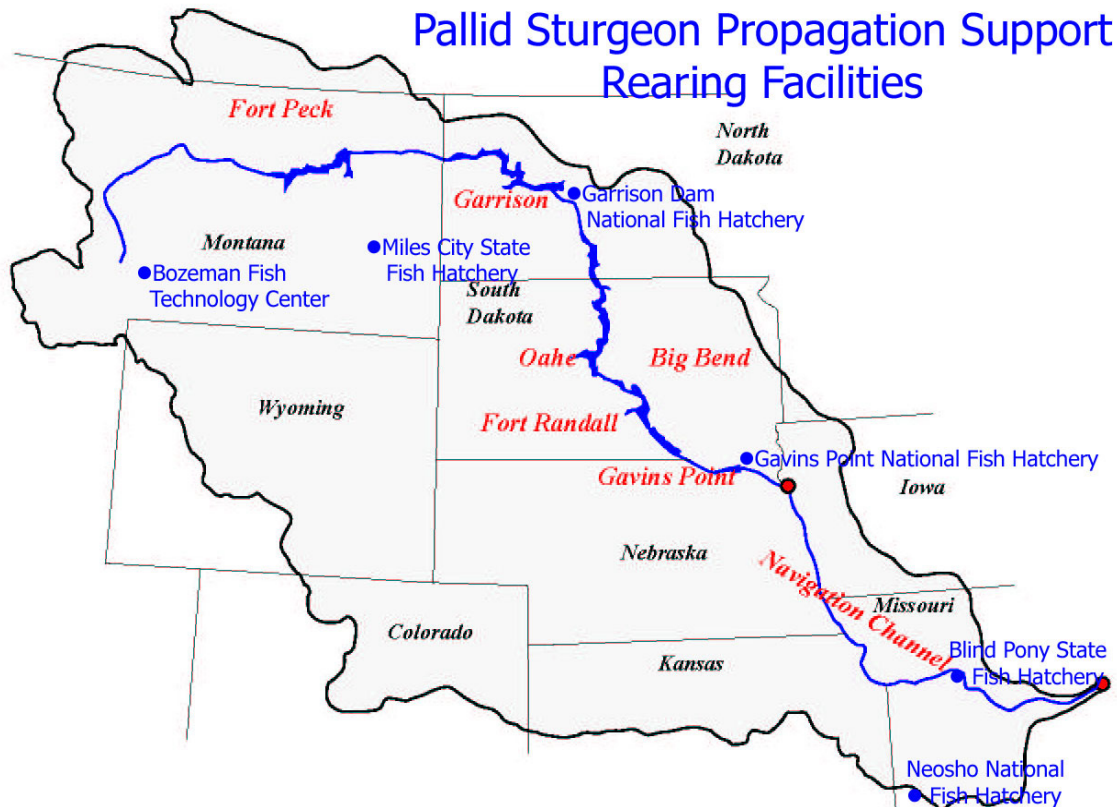 Pallid Sturgeon Propagation Support
Rearing Facilities
Fort Peck
North
Dakota
Garrison
Garrison Dam
National Fish Hatchery
Montana
Miles City State
Fish Hatchery
Bozeman Fish
Technology Center
South
Dakota
Oahe
Big Bend
Wyoming
Fort Randall
Gavins Point National Fish Hatchery
Gavins Point
Iowa
Nebraska
Navigation Channel
Missouri
Colorado
Kansas
Blind Pony State
Fish Hatchery
Neosho National
Fish Hatchery